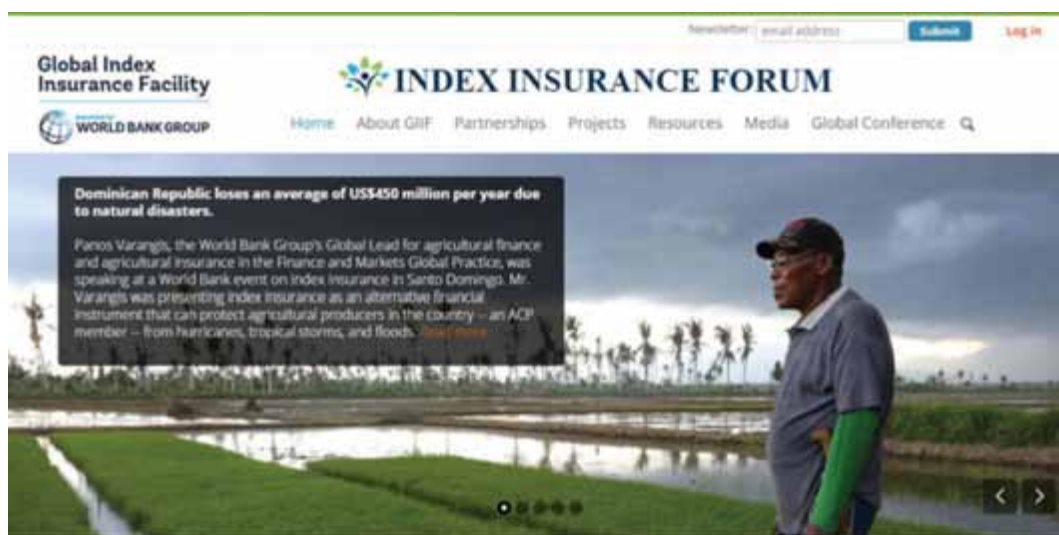 Newsletter: email address Submit Log in
Global Index
Insurance Facility
INDEX INSURANCE FORUM
WORLD BANK GROUP
Home About GIIF Partnerships Projects Resources Media Global Conference
Dominican Republic loses an average of US$450 million per year due
to natural disasters.
Panos Varangis, the World Bank Group's Global Lead for agricultural finance
and agricultural insurance in the Finance and Markets Global Practice, was
speaking at a World Bank event on index insurance in Santo Domingo. Mr.
Varangis was presenting index insurance as an alternative financial
instrument that can protect agricultural producers in the country -- an ACP
member -- from hurricanes, tropical storms, and floods. Read more